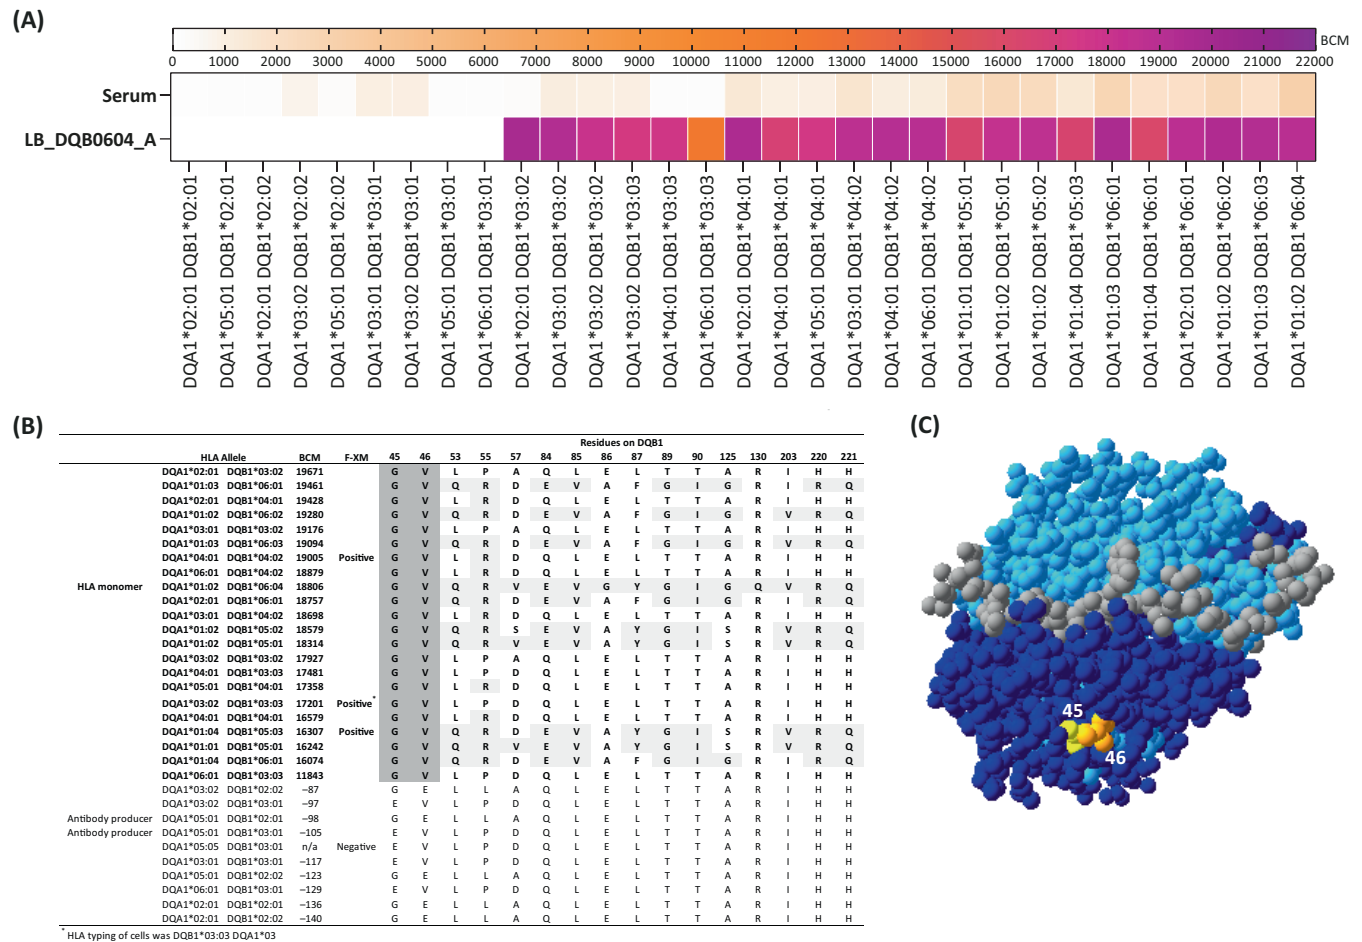 (A)
BCM
0 1000 2000 3000 4000 5000 6000 7000 8000 9000 10000 11000 12000 13000 14000 15000 16000 17000 18000 19000 20000 21000 22000
Serum
LB_DQB0604_A
DQA1*02:01 DQB1*02:01
DQA1*05:01 DQB1*02:01
DQA1*02:01 DQB1*02:02
DQA1*03:02 DQB1*02:02
DQA1*05:01 DQB1*02:02
DQA1*03:01 DQB1*03:01
DQA1*03:02 DQB1*03:01
DQA1*05:01 DQB1*03:01
DQA1*06:01 DQB1*03:01
DQA1*02:01 DQB1*03:02
DQA1*03:01 DQB1*03:02
DQA1*03:02 DQB1*03:02
DQA1*03:02 DQB1*03:03
DQA1*04:01 DQB1*03:03
DQA1*06:01 DQB1*03:03
DQA1*02:01 DQB1*04:01
DQA1*04:01 DQB1*04:01
DQA1*05:01 DQB1*04:01
DQA1*03:01 DQB1*04:02
DQA1*04:01 DQB1*04:02
DQA1*06:01 DQB1*04:02
DQA1*01:01 DQB1*05:01
DQA1*01:02 DQB1*05:01
DQA1*01:02 DQB1*05:02
DQA1*01:04 DQB1*05:03
DQA1*01:03 DQB1*06:01
DQA1*01:04 DQB1*06:01
DQA1*02:01 DQB1*06:01
DQA1*01:02 DQB1*06:02
DQA1*01:03 DQB1*06:03
DQA1*01:02 DQB1*06:04
(B)
Residues on DQB1
HLA Allele BCM F-XM 45 46 53 55 57 84 85 86 87 89 90 125 130 203 220 221
DQA1*02:01 DQB1*03:02 19671 G V L P A Q L E L T T A R I H H
DQA1*01:03 DQB1*06:01 19461 G V Q R D E V A F G I G R I R Q
DQA1*02:01 DQB1*04:01 19428 G V L R D Q L E L T T A R I H H
DQA1*01:02 DQB1*06:02 19280 G V Q R D E V A F G I G R V R Q
DQA1*03:01 DQB1*03:02 19176 G V L P A Q L E L T T A R I H H
DQA1*01:03 DQB1*06:03 19094 G V Q R D E V A F G I G R V R Q
DQA1*04:01 DQB1*04:02 19005 Positive G V L R D Q L E L T T A R I H H
DQA1*06:01 DQB1*04:02 18879 G V L R D Q L E L T T A R I H H
HLA monomer DQA1*01:02 DQB1*06:04 18806 G V Q R V E V G Y G I G Q V R Q
DQA1*02:01 DQB1*06:01 18757 G V Q R D E V A F G I G R I R Q
DQA1*03:01 DQB1*04:02 18698 G V L R D Q L E L T T A R I H H
DQA1*01:02 DQB1*05:02 18579 G V Q R S E V A Y G I S R V R Q
DQA1*01:02 DQB1*05:01 18314 G V Q R V E V A Y G I S R V R Q
DQA1*03:02 DQB1*03:02 17927 G V L P A Q L E L T T A R I H H
DQA1*04:01 DQB1*03:03 17481 G V L P D Q L E L T T A R I H H
DQA1*05:01 DQB1*04:01 17358 G V L R D Q L E L T T A R I H H
DQA1*03:02 DQB1*03:03 17201 Positive* G V L P D Q L E L T T A R I H H
DQA1*04:01 DQB1*04:01 16579 G V L R D Q L E L T T A R I H H
DQA1*01:04 DQB1*05:03 16307 Positive G V Q R D E V A Y G I S R V R Q
DQA1*01:01 DQB1*05:01 16242 G V Q R V E V A Y G I S R V R Q
DQA1*01:04 DQB1*06:01 16074 G V Q R D E V A F G I G R I R Q
DQA1*06:01 DQB1*03:03 11843 G V L P D Q L E L T T A R I H H
DQA1*03:02 DQB1*02:02 –87 G E L L A Q L E L T T A R I H H
DQA1*03:02 DQB1*03:01 –97 E V L P D Q L E L T T A R I H H
Antibody producer DQA1*05:01 DQB1*02:01 –98 G E L L A Q L E L T T A R I H H
Antibody producer DQA1*05:01 DQB1*03:01 –105 E V L P D Q L E L T T A R I H H
DQA1*05:05 DQB1*03:01 n/a Negative E V L P D Q L E L T T A R I H H
DQA1*03:01 DQB1*03:01 –117 E V L P D Q L E L T T A R I H H
DQA1*05:01 DQB1*02:02 –123 G E L L A Q L E L T T A R I H H
DQA1*06:01 DQB1*03:01 –129 E V L P D Q L E L T T A R I H H
DQA1*02:01 DQB1*02:01 –136 G E L L A Q L E L T T A R I H H
DQA1*02:01 DQB1*02:02 –140 G E L L A Q L E L T T A R I H H
* HLA typing of cells was DQB1*03:03 DQA1*03
(C)
45
46